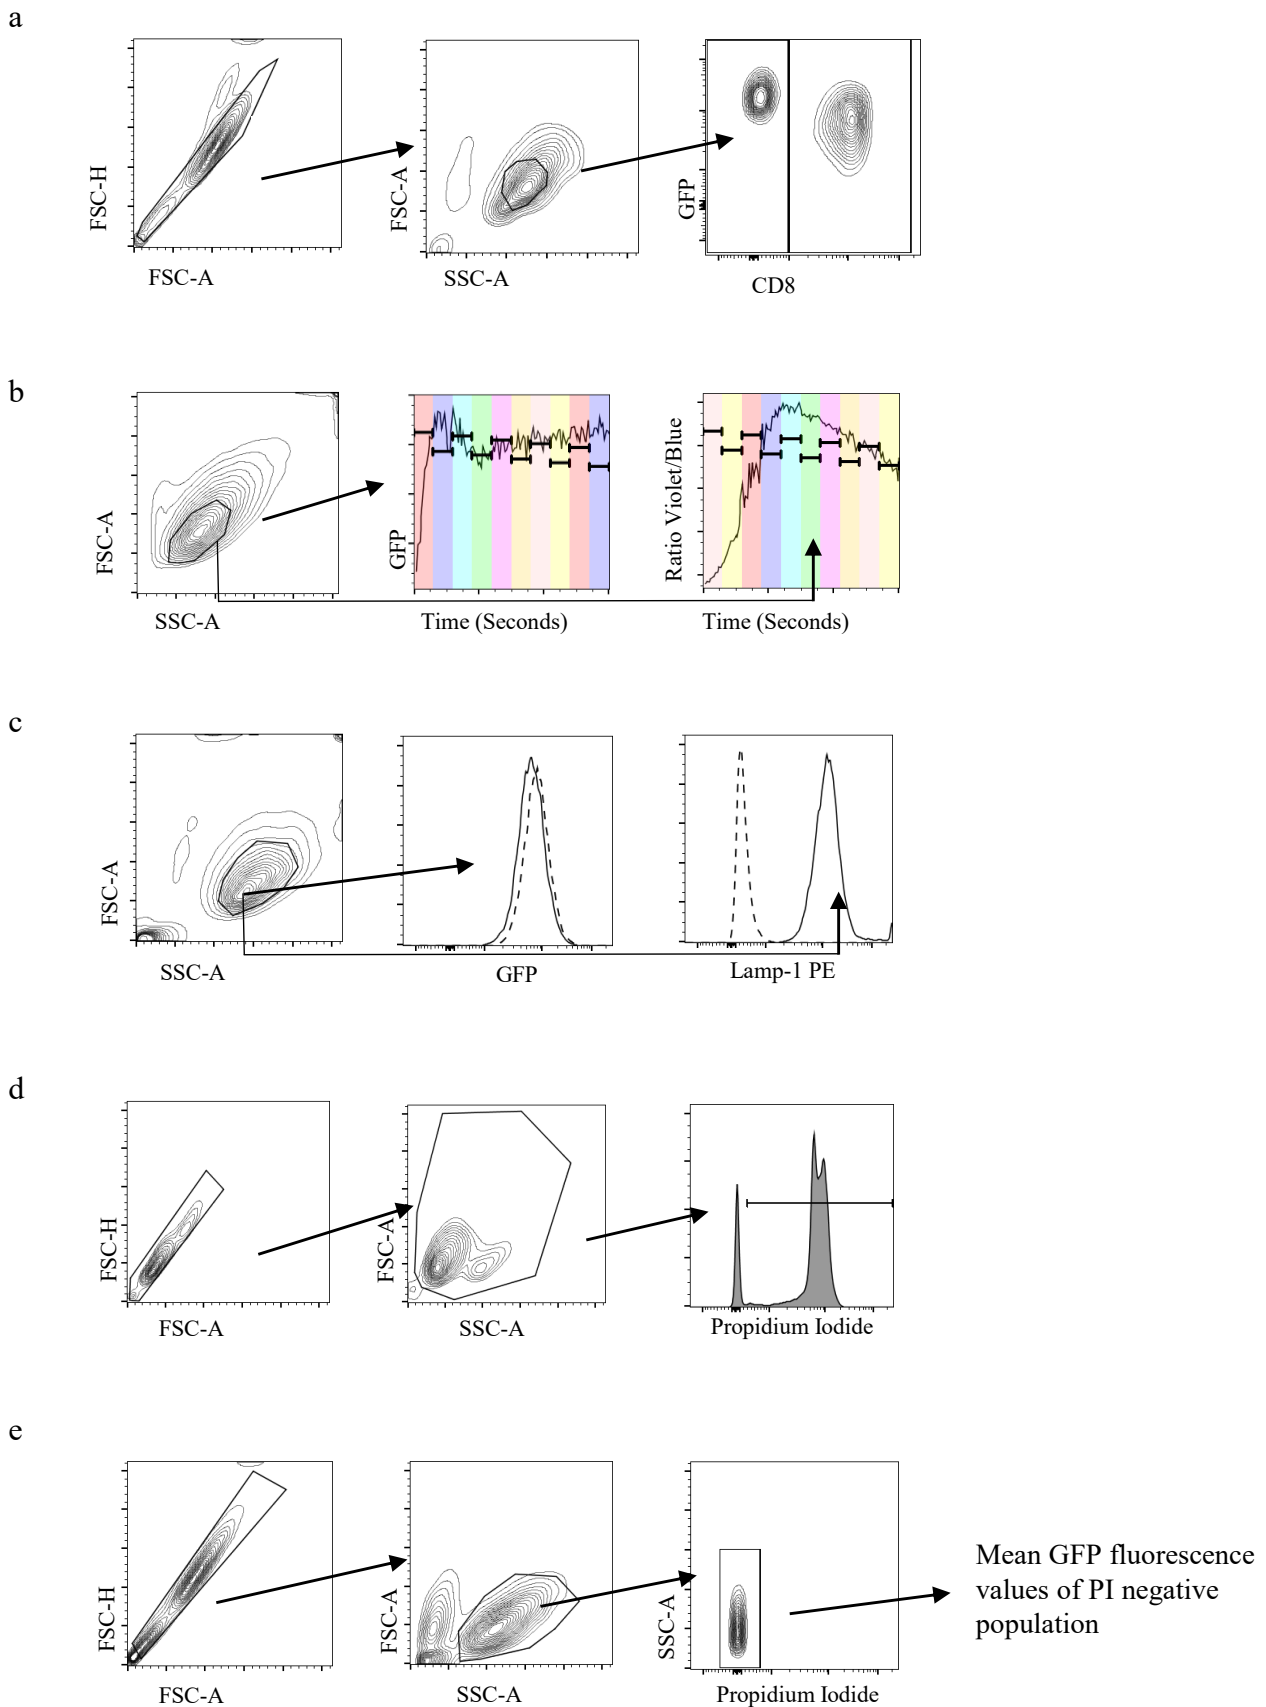 a
FSC-H
FSC-A
FSC-A
SSC-A
GFP
CD8
b
FSC-A
SSC-A
GFP
Time (Seconds)
Ratio Violet/Blue
Time (Seconds)
c
FSC-A
SSC-A
GFP
Lamp-1 PE
d
FSC-H
FSC-A
FSC-A
SSC-A
Propidium Iodide
e
FSC-H
FSC-A
FSC-A
SSC-A
SSC-A
Propidium Iodide
Mean GFP fluorescence
values of PI negative
population